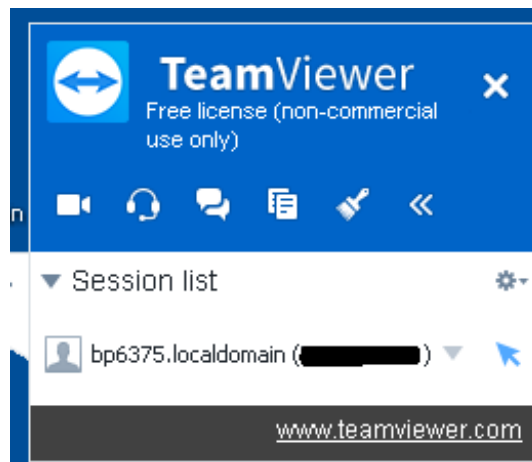 TeamViewer
Free license (non-commercial
use only)
n
Session list
bp6375.localdomain ( )
www.teamviewer.com